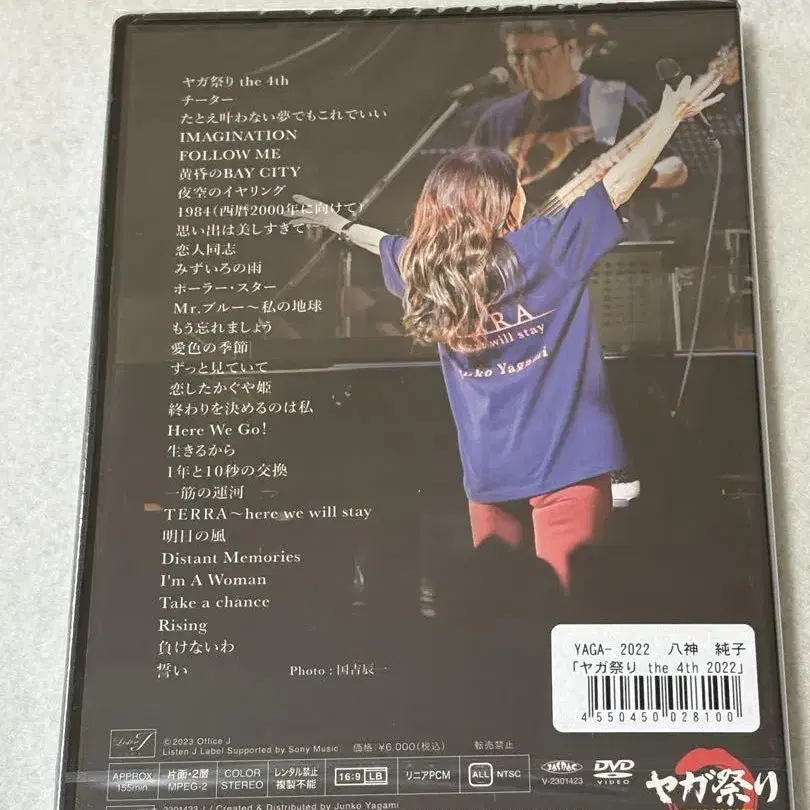 ヤガ祭り the 4th
チーター
たとえ叶わない夢でもこれでいい
IMAGINATION
FOLLOW ME
黄昏のBAY CITY
夜空のイヤリング
1984(西暦2000年に向けて)
思い出は美しすぎて
恋人同志
みずいろの雨
ポーラー・スター
Mr.ブルー〜私の地球
もう忘れましょう
愛色の季節
ずっと見ていて
恋したかぐや姫
終わりを決めるのは私
Here We Go!
生きるから
1年と10秒の交換
一筋の運河
TERRA〜here we will stay
明日の風
Distant Memories
I'm A Woman
Take a chance
Rising
負けないわ
誓い
Photo : 国吉辰一
will stay
Yagami
YAGA- 2022 八神 純子
「ヤガ祭り the 4th 2022」
4 550450 028100
Listen J
© 2023 Office J
Listen J Label Supported by Sony Music
価格:¥6,000(税込)
転売禁止
APPROX 155min.
片面・2層 MPEG-2
COLOR STEREO
レンタル禁止 複製不能
16:9 LB
リニアPCM
ALL NTSC
V-2301423
DVD VIDEO
ヤガ祭り
2301423 J / Created & Distributed by Junko Yagami